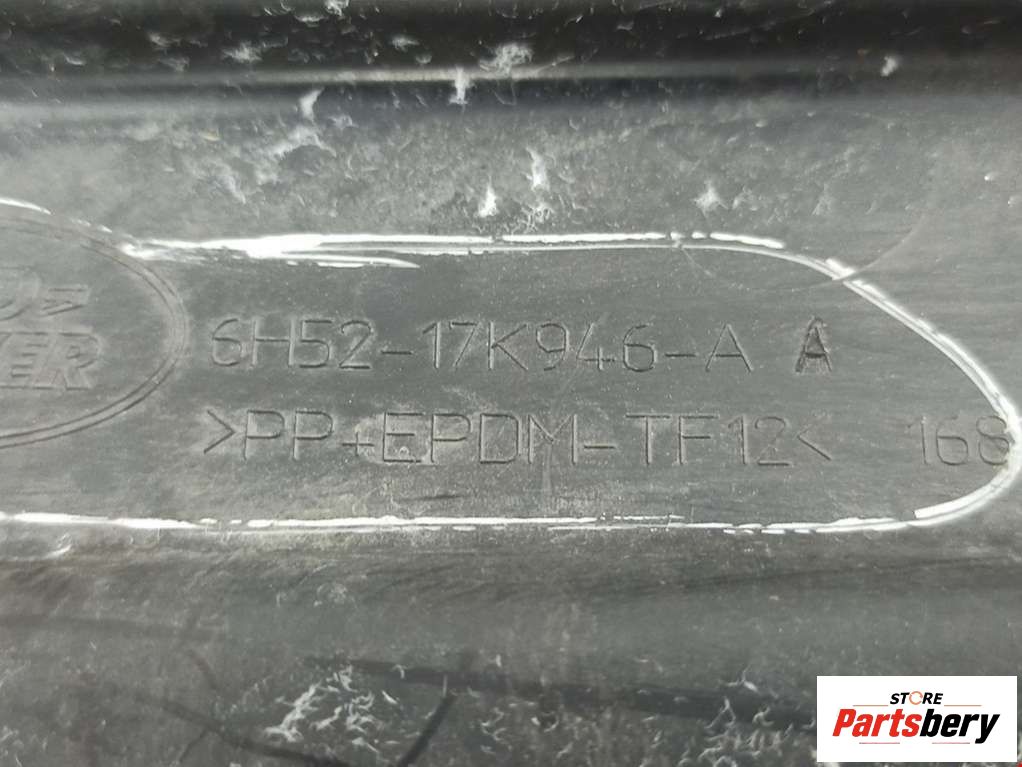 6H52-17K946-A A
>PP+EPDM-TF12< 168
STORE
Partsbery